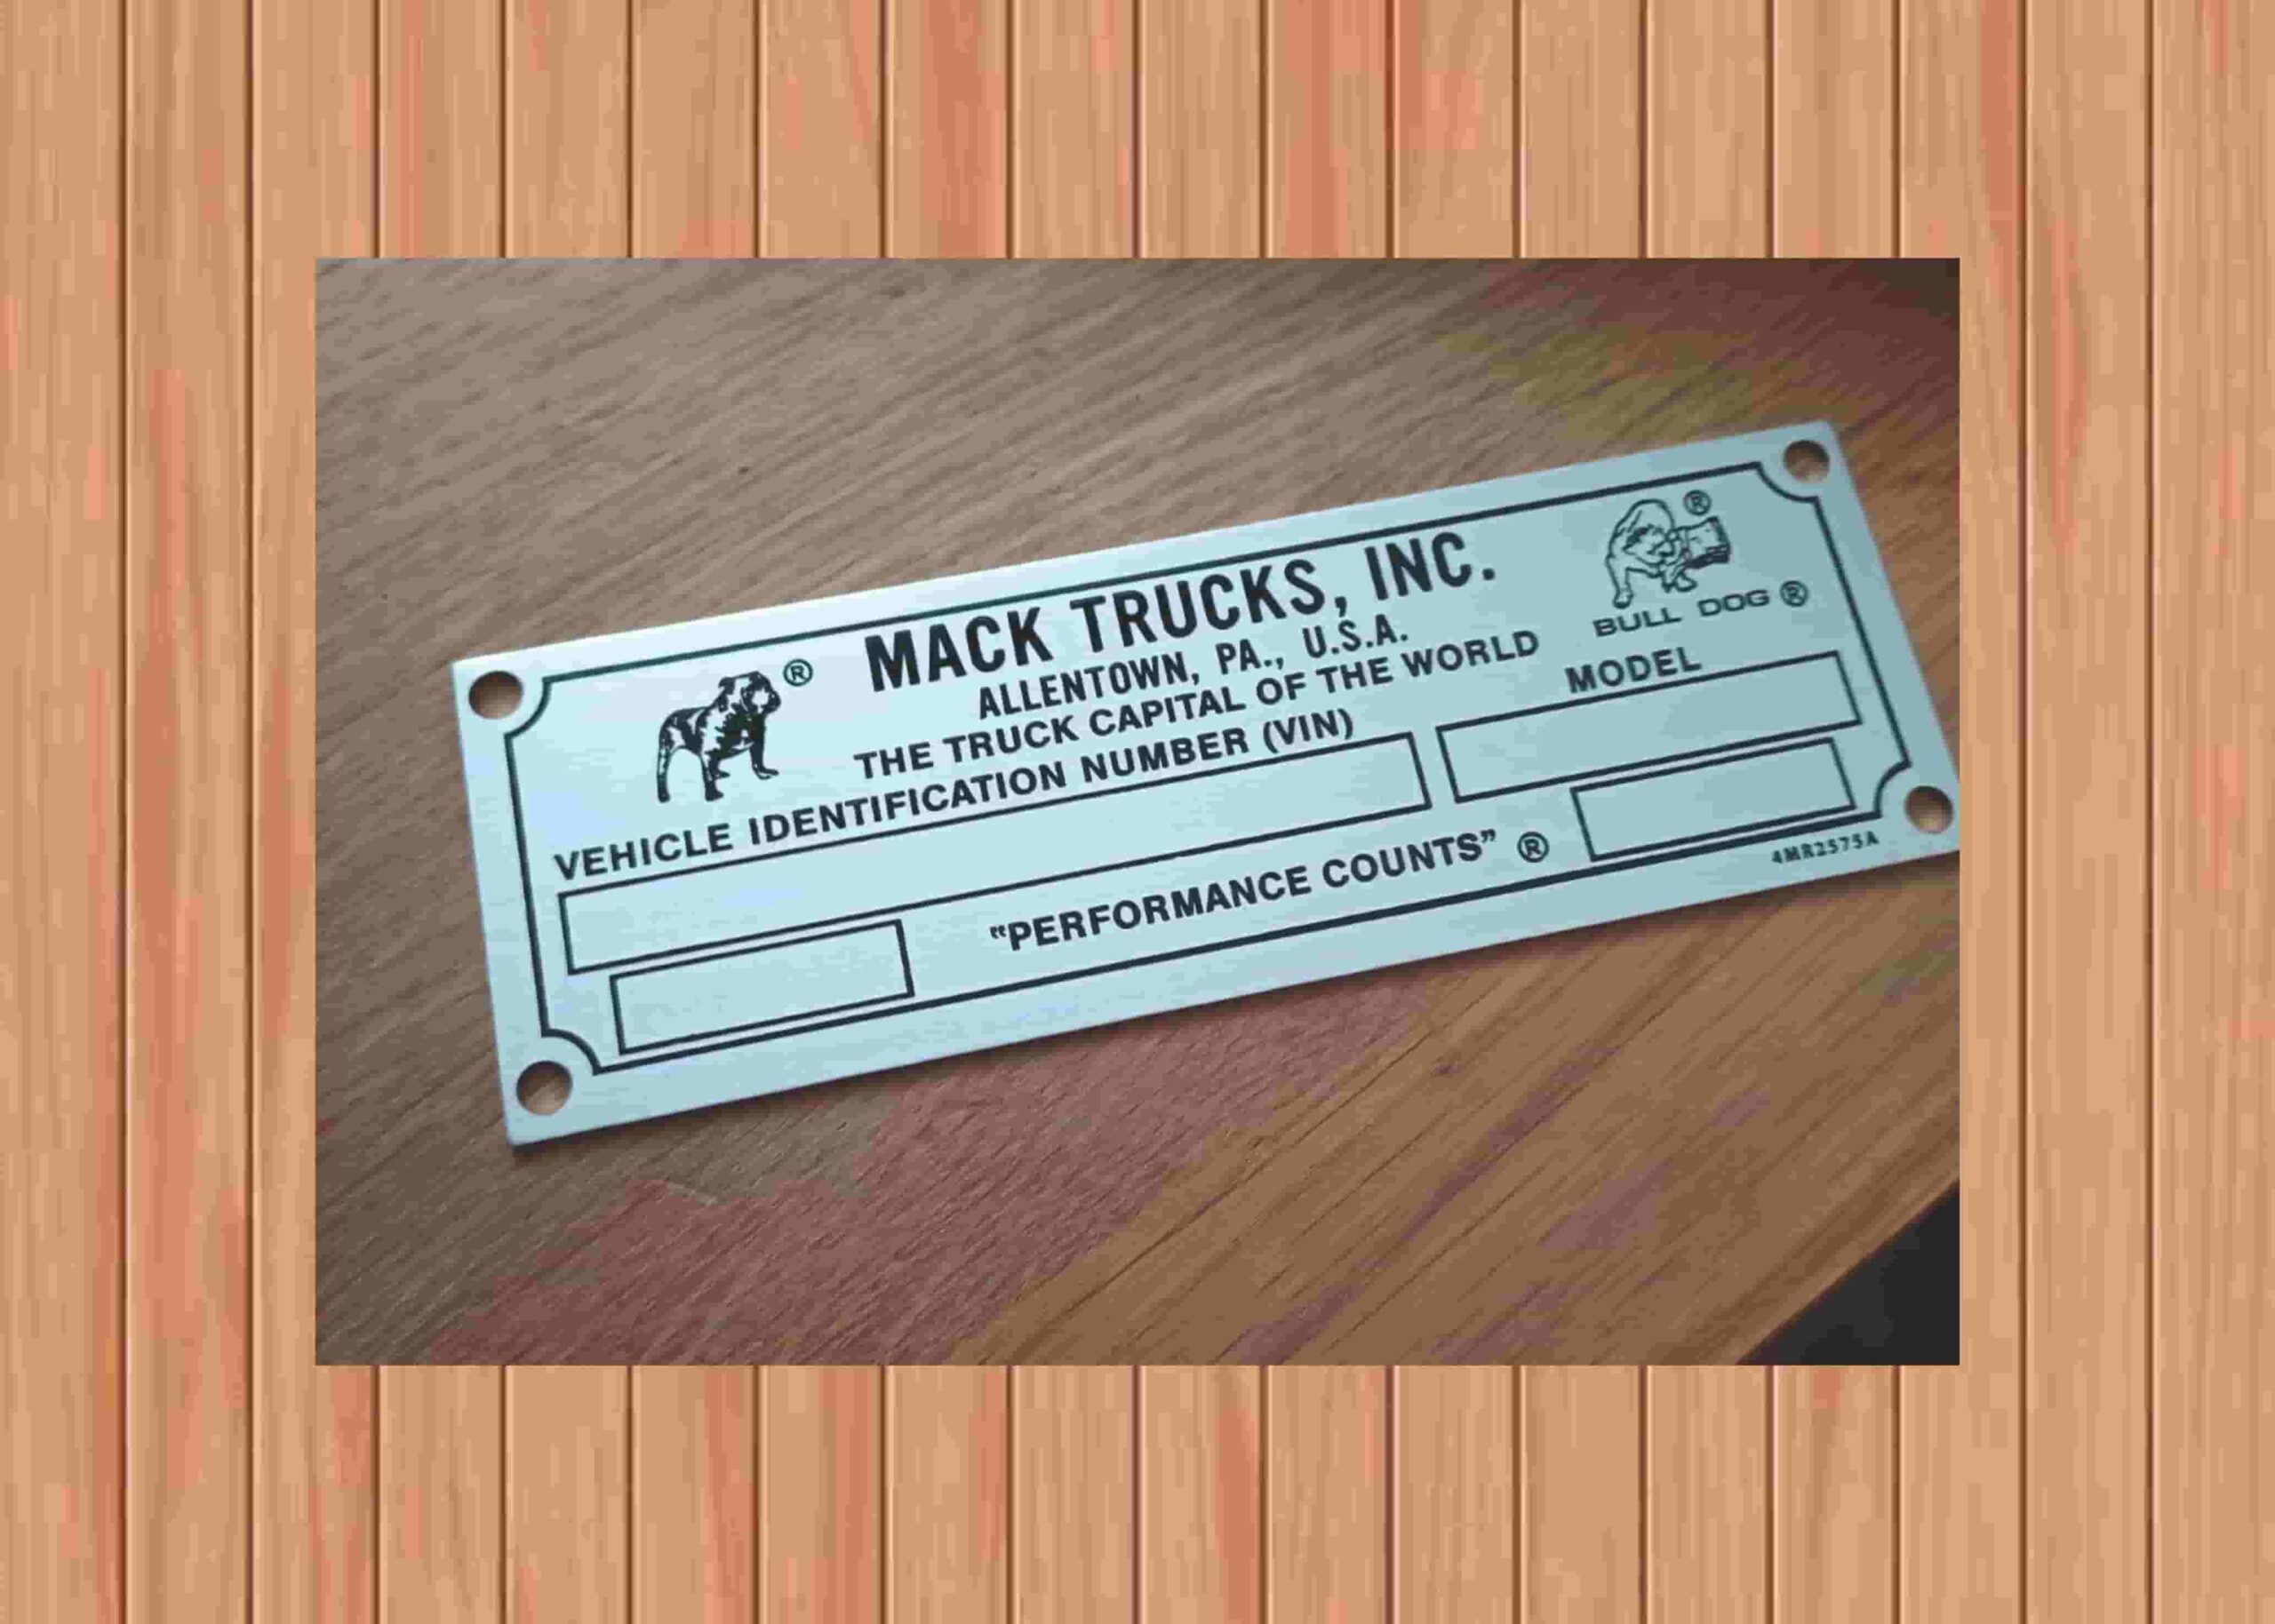 ®
MACK TRUCKS, INC.
ALLENTOWN, PA., U.S.A.
THE TRUCK CAPITAL OF THE WORLD
®
BULL DOG ®
VEHICLE IDENTIFICATION NUMBER (VIN)
MODEL
"PERFORMANCE COUNTS" ®
4MR2575A